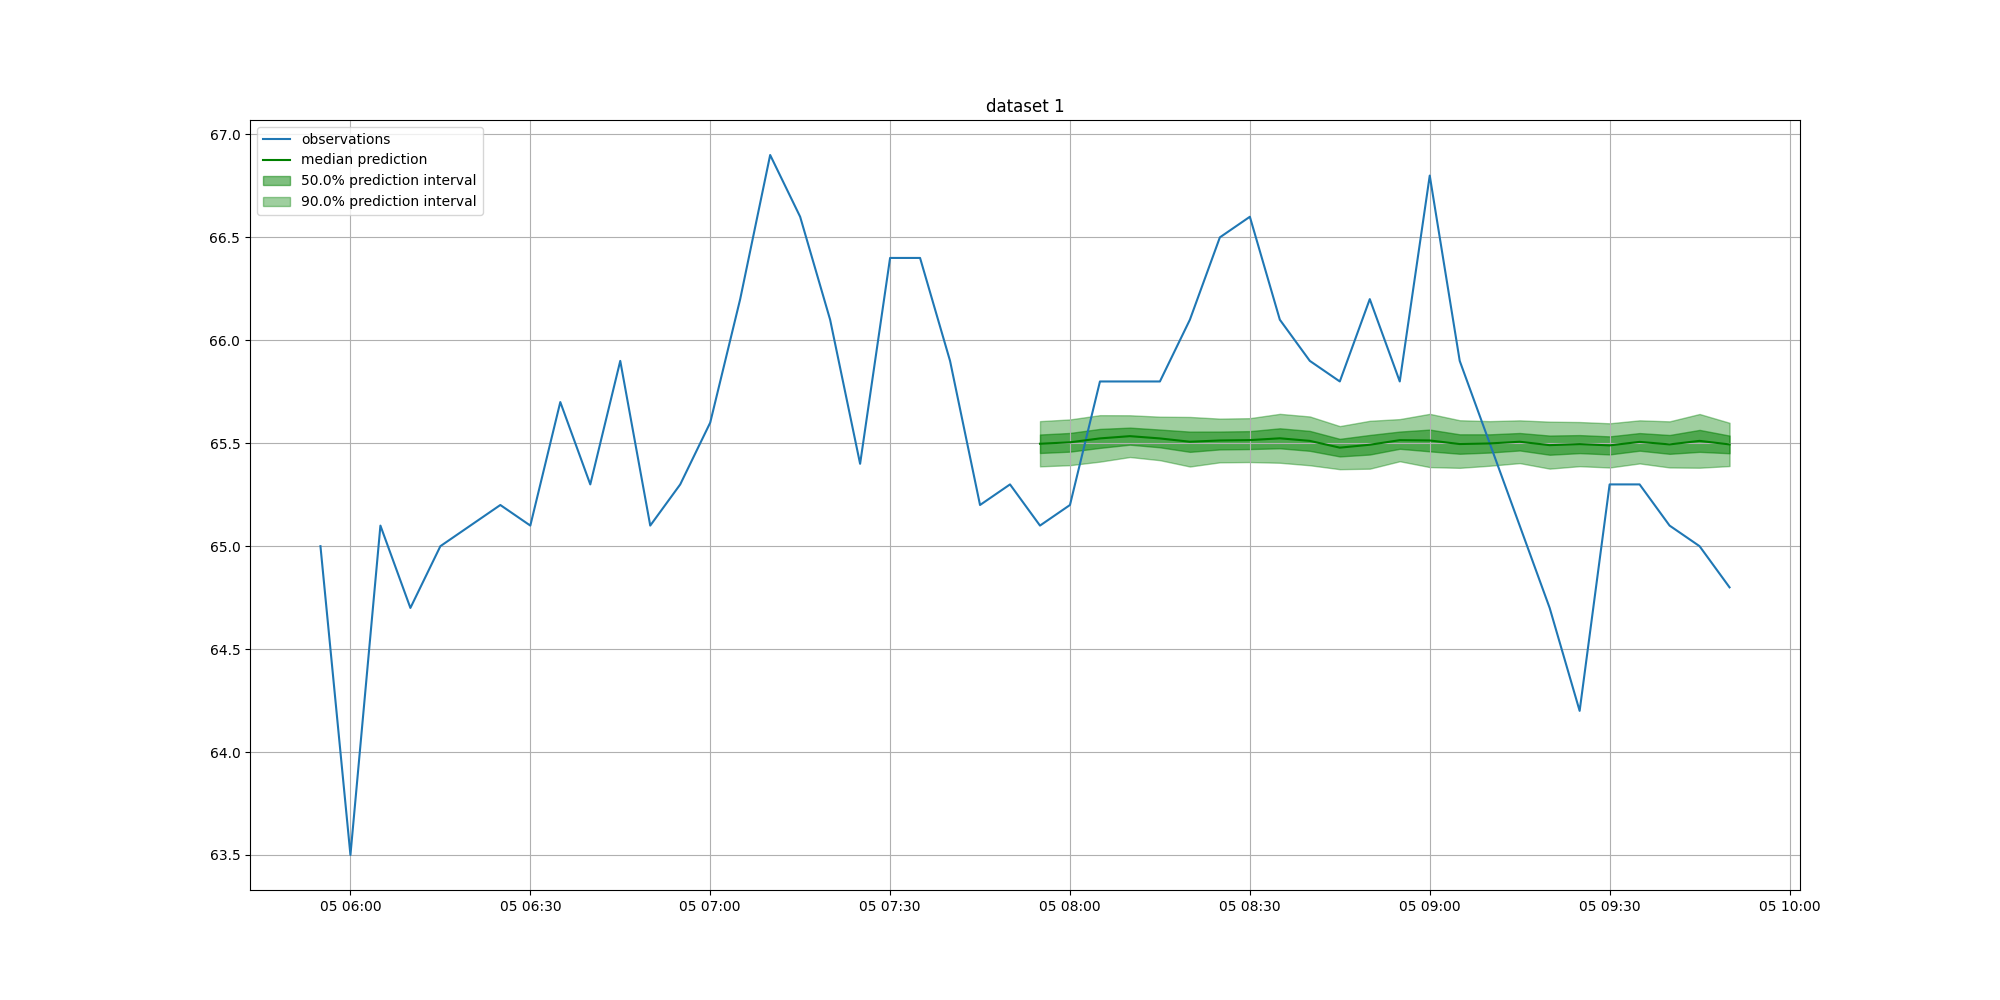 dataset 1
observations
median prediction
50.0% prediction interval
90.0% prediction interval
67.0
66.5
66.0
65.5
65.0
64.5
64.0
63.5
05 06:00 05 06:30 05 07:00 05 07:30 05 08:00 05 08:30 05 09:00 05 09:30 05 10:00